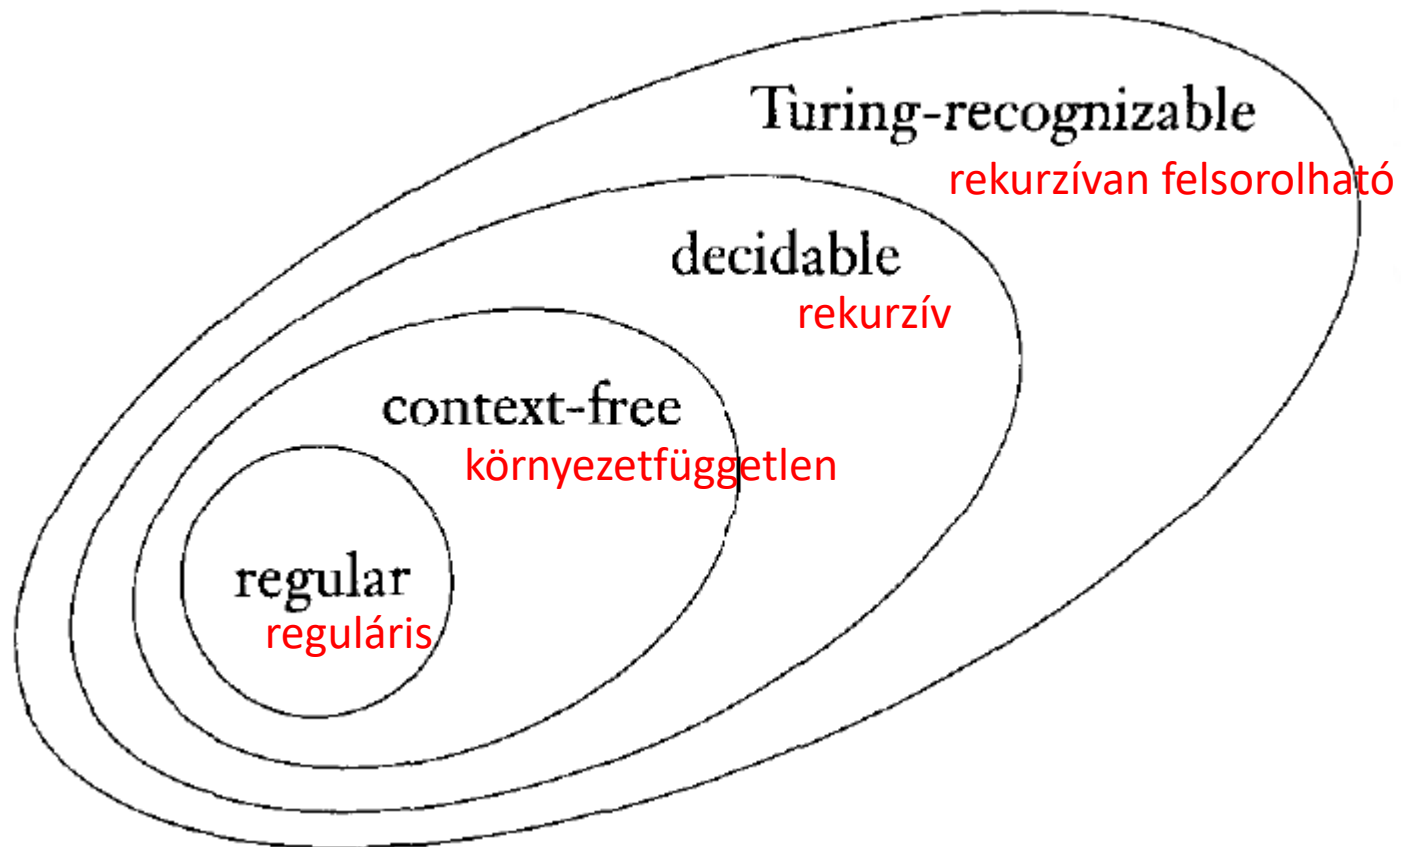 Turing-recognizable
rekurzívan felsorolható
decidable
rekurzív
context-free
környezetfüggetlen
regular
reguláris